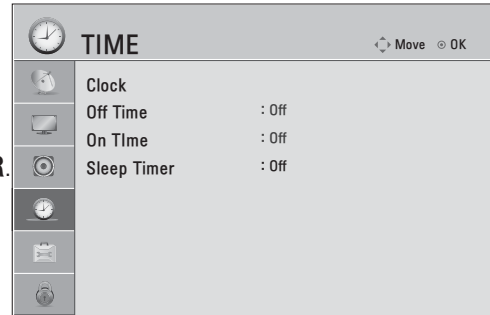 TIME
Move OK
Clock
Off Time : Off
On TIme : Off
Sleep Timer : Off
R.